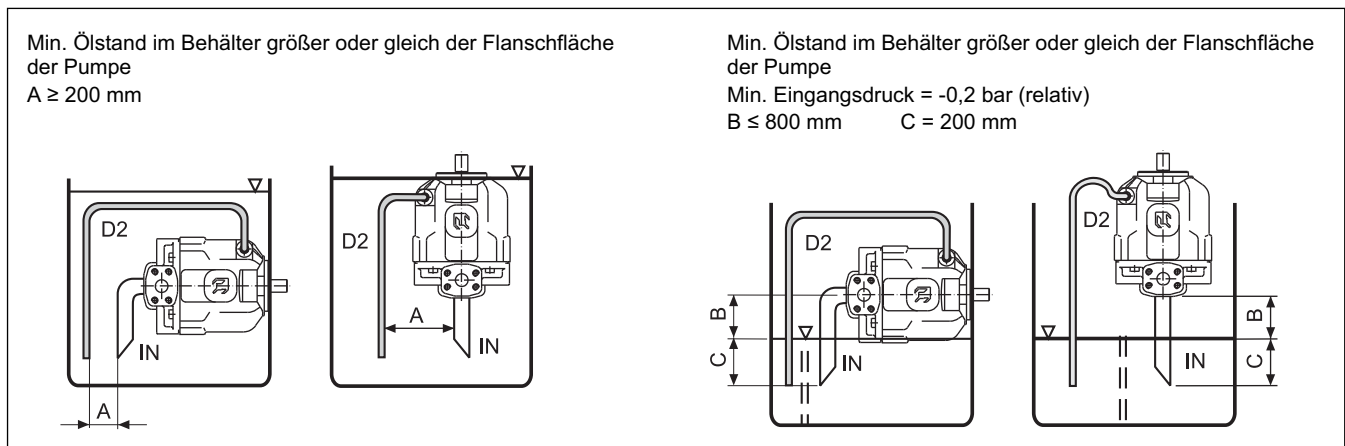 Min. Ölstand im Behälter größer oder gleich der Flanschfläche
der Pumpe
A ≥ 200 mm
Min. Ölstand im Behälter größer oder gleich der Flanschfläche
der Pumpe
Min. Eingangsdruck = -0,2 bar (relativ)
B ≤ 800 mm C = 200 mm
D2
IN
A
D2
A
IN
D2
B
C
IN
D2
B
C
IN